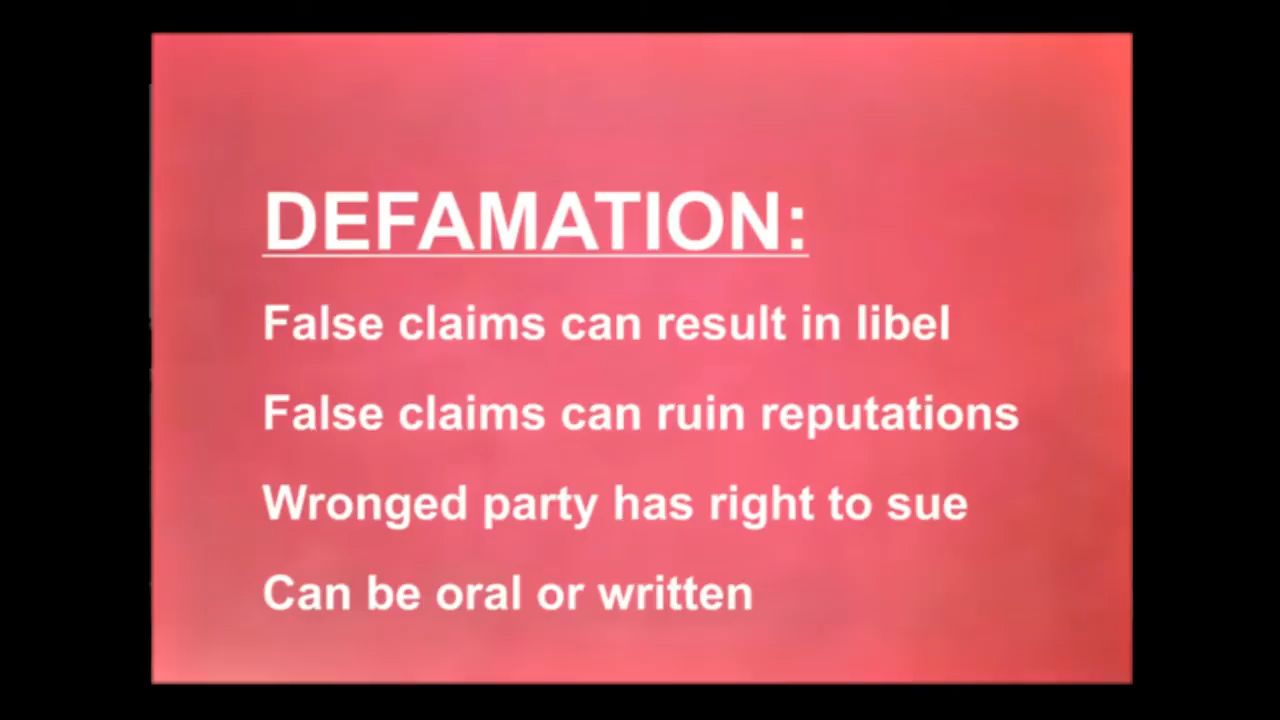 DEFAMATION:
False claims can result in libel
False claims can ruin reputations
Wronged party has right to sue
Can be oral or written